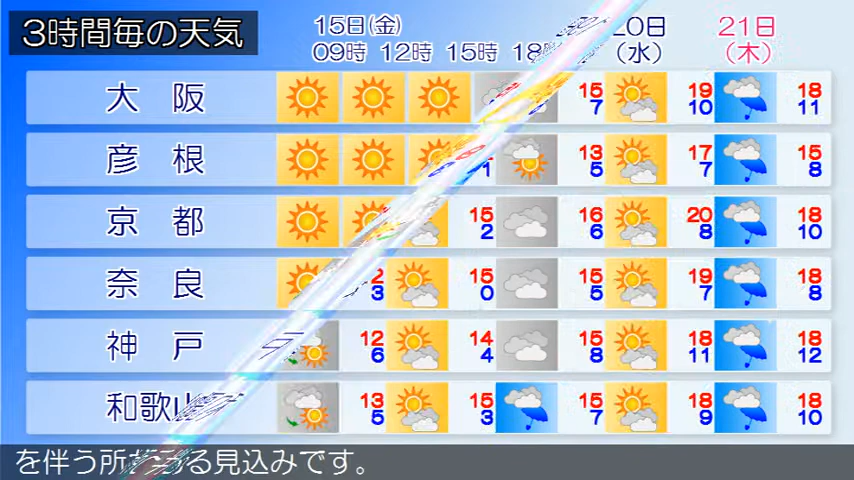 3時間毎の天気
15日(金) 20日 21日
09時 12時 15時 (水) (木)
大阪 15 7 19 10 18 11
彦根 13 5 17 7 15 8
京都 15 2 16 6 20 8 18 10
奈良 3 15 0 15 5 19 7 18 8
神戸 12 6 14 4 15 8 18 11 18 12
和歌山 13 5 15 3 15 7 18 9 18 10
を伴う所がある見込みです。